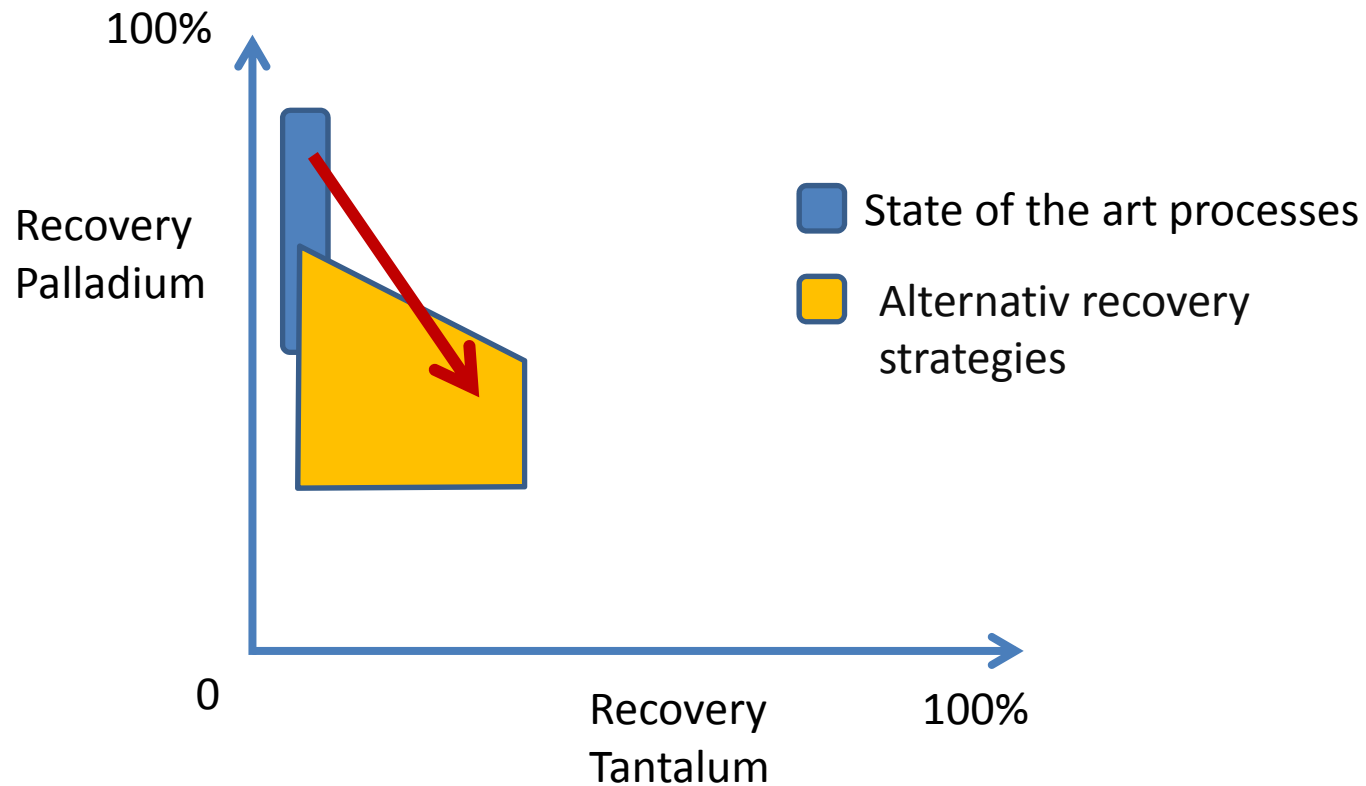 100%
Recovery
Palladium
State of the art processes
Alternativ recovery
strategies
0
Recovery
Tantalum
100%